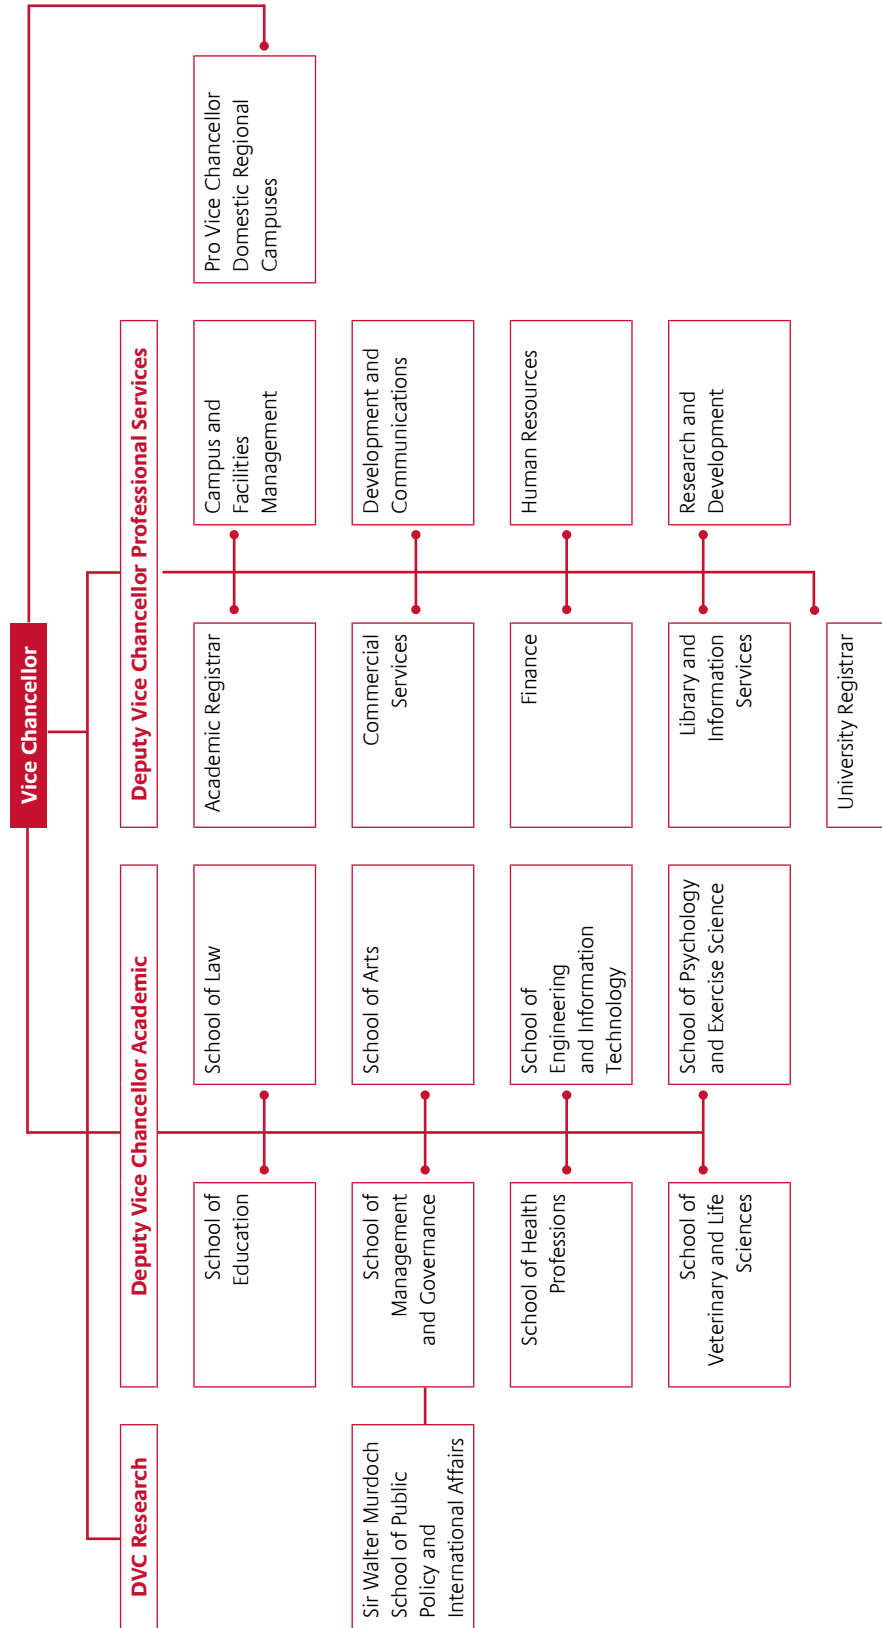 Vice Chancellor
DVC Research
Deputy Vice Chancellor Academic
Deputy Vice Chancellor Professional Services
School of
Education
School of Law
Academic Registrar
Campus and
Facilities
Management
Pro Vice Chancellor
Domestic Regional
Campuses
Sir Walter Murdoch
School of Public
Policy and
International Affairs
School of
Management
and Governance
School of Arts
Commercial
Services
Development and
Communications
School of Health
Professions
School of
Engineering
and Information
Technology
Finance
Human Resources
School of
Veterinary and Life
Sciences
School of Psychology
and Exercise Science
Library and
Information
Services
Research and
Development
University Registrar